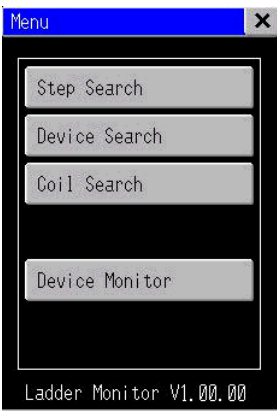 Menu
Step Search
Device Search
Coil Search
Device Monitor
Ladder Monitor V1.00.00